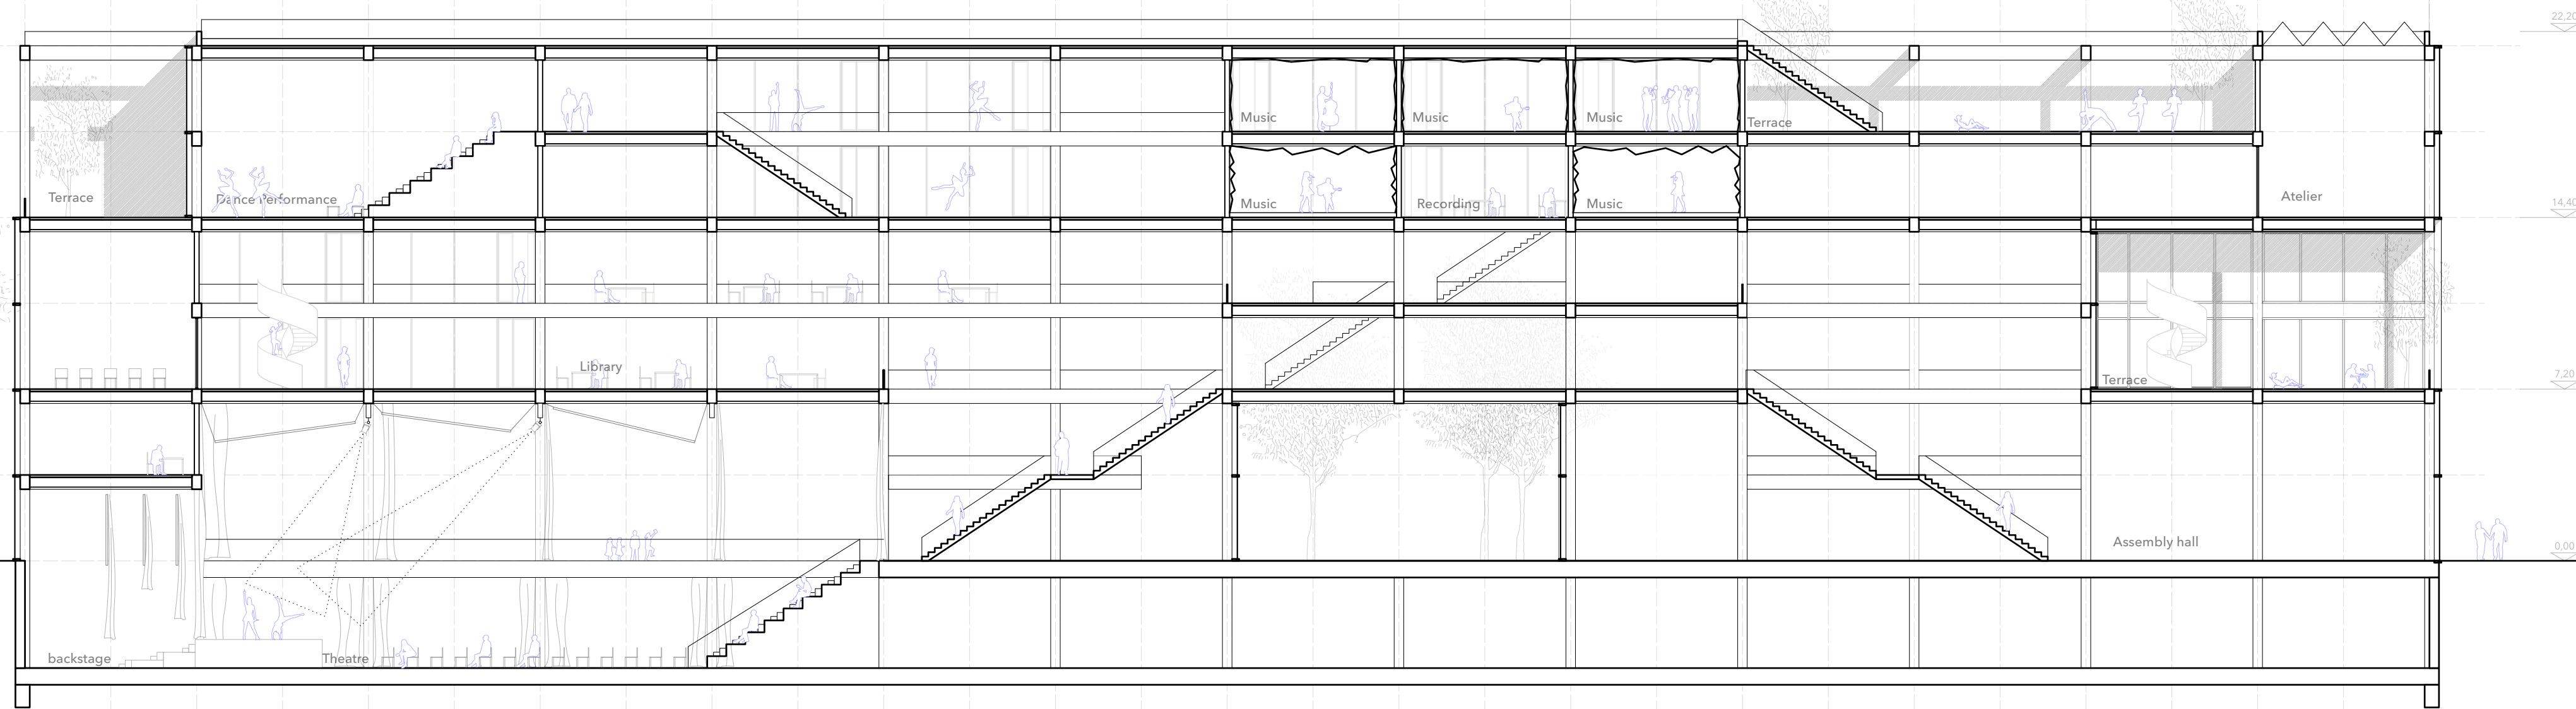 22,20
Music
Music
Music
Terrace
Terrace
Dance Performance
Music
Recording
Music
Atelier
14,40
Library
Terrace
7,20
Assembly hall
0,00
backstage
Theatre